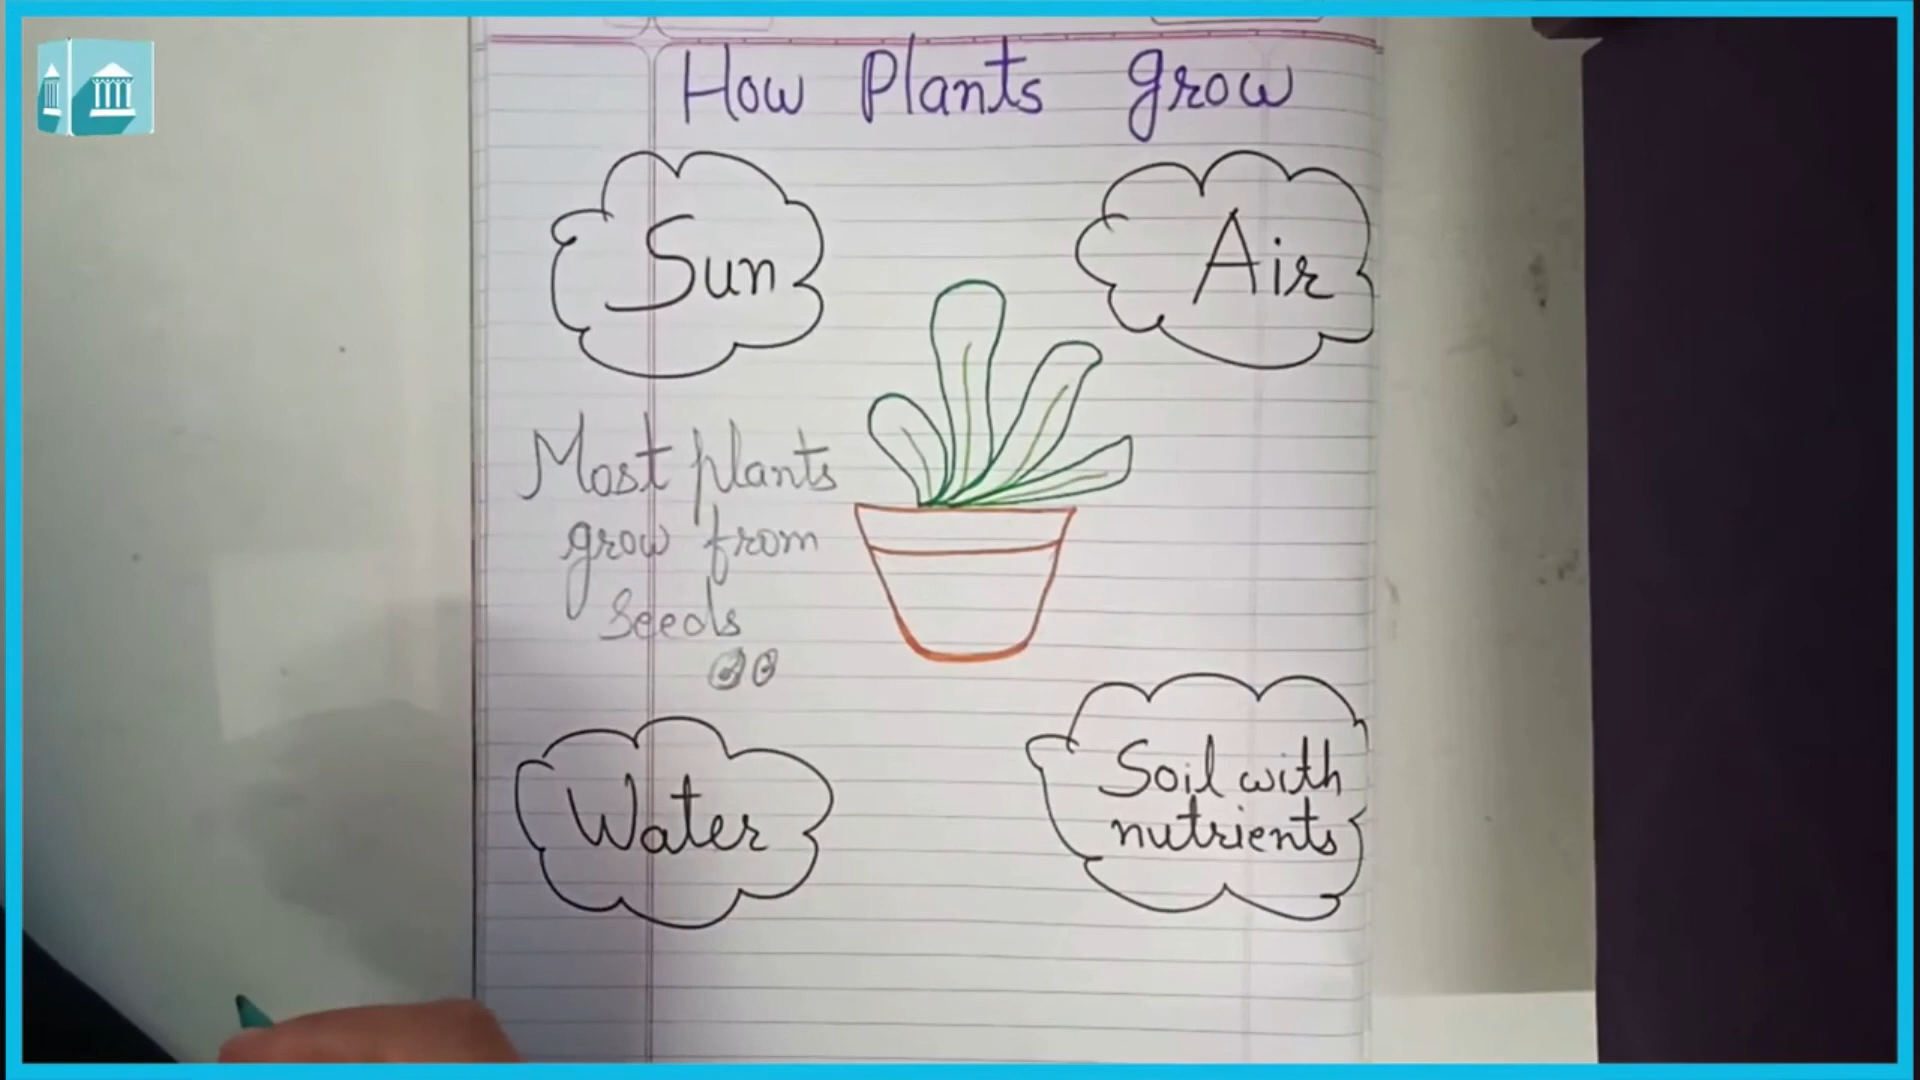 How Plants grow
Sun
Air
Most plants
grow from
Seeds
Water
Soil with
nutrients